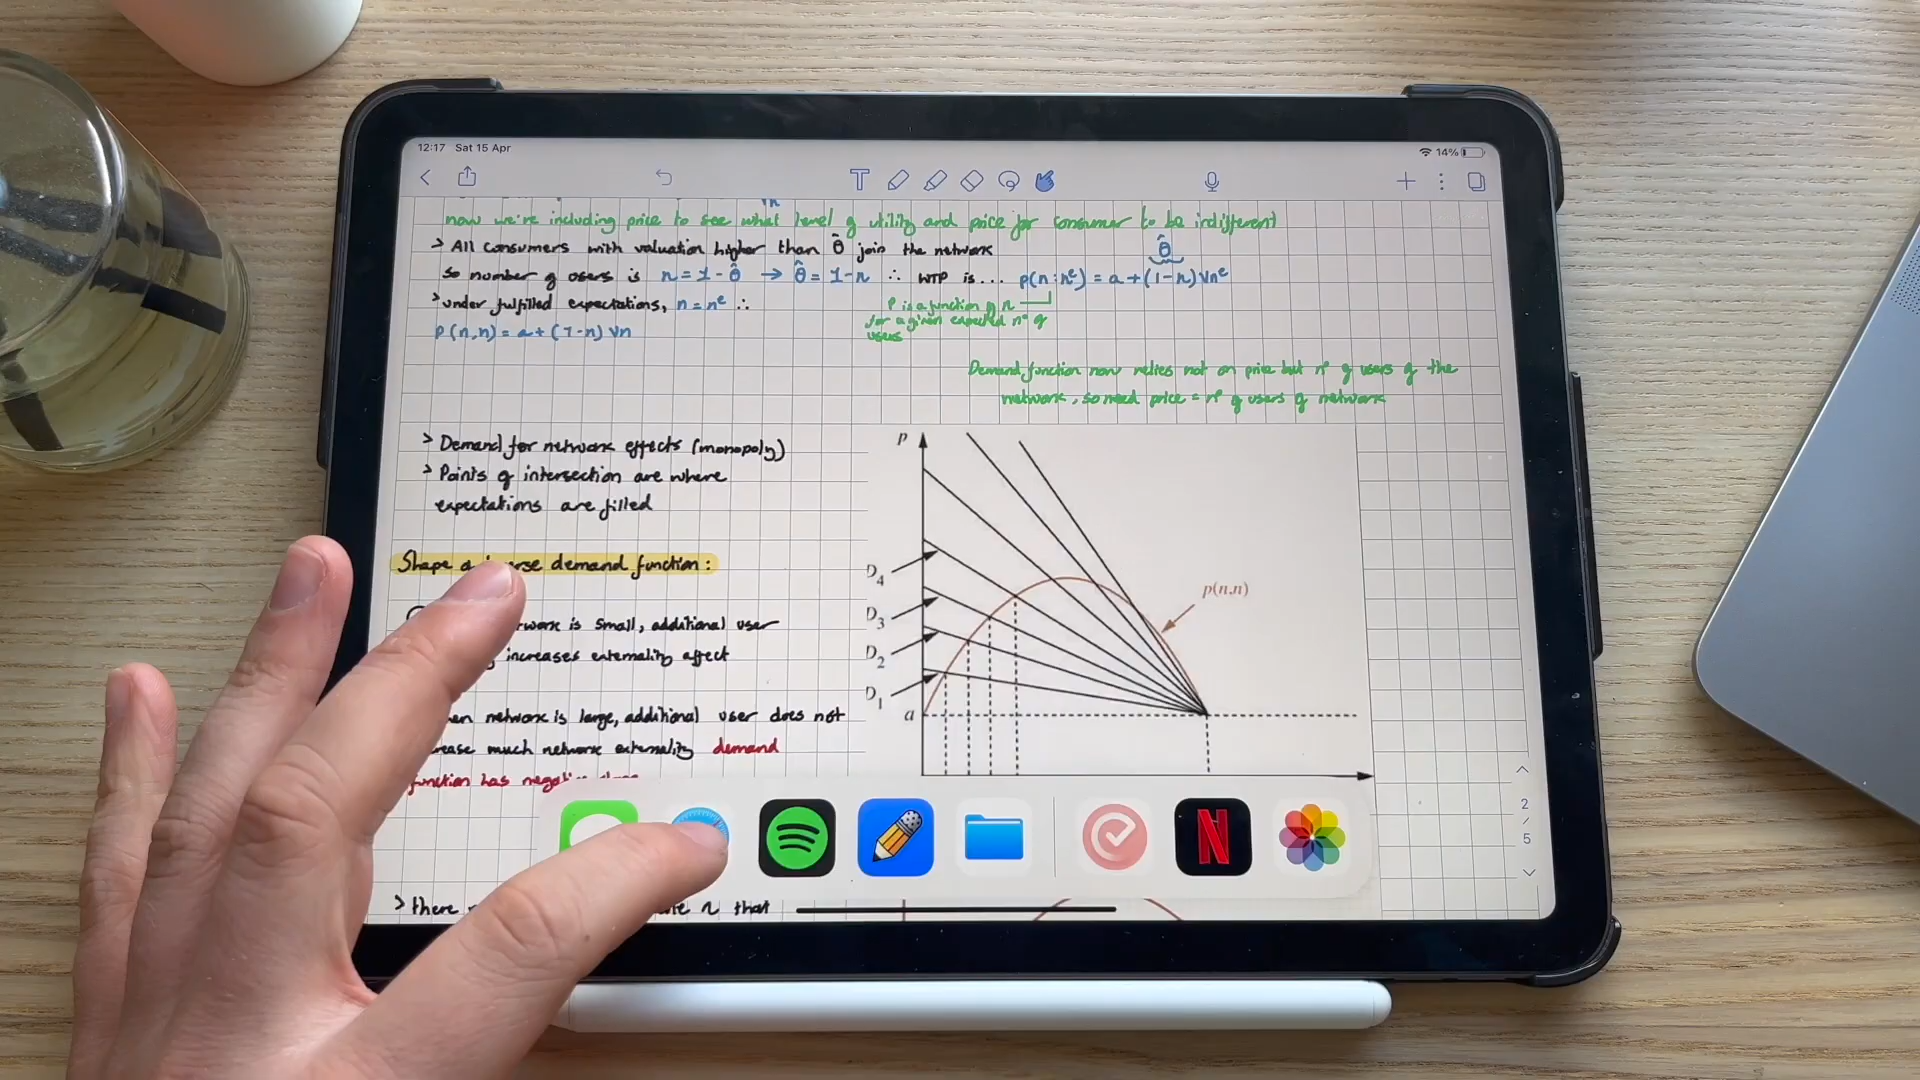 12:17 Sat 15 Apr
14%
now we're including price to see what level of utility and price for consumer to be indifferent
> All consumers with valuation higher than θ̂ join the network
θ̂
so number of users is n = 1 - θ̂ → θ̂ = 1 - n ∴ WTP is... p(n:nᵉ) = a + (1-n)vnᵉ
> under fulfilled expectations, n = nᵉ ∴
P is a function of n
for a given expected nº of
users
P(n,n) = a + (1-n)vn
Demand function now relies not on price but nº of users of the
network, so need price = nº of users of network
> Demand for network effects (monopoly)
> Points of intersection are where
expectations are filled
p
D4
D3
D2
D1
a
p(n.n)
Shape demand function:
is small, additional user
increases externality affect
network is large, additional user does not
much network externality demand
function has
> there n that
2
/
5
N